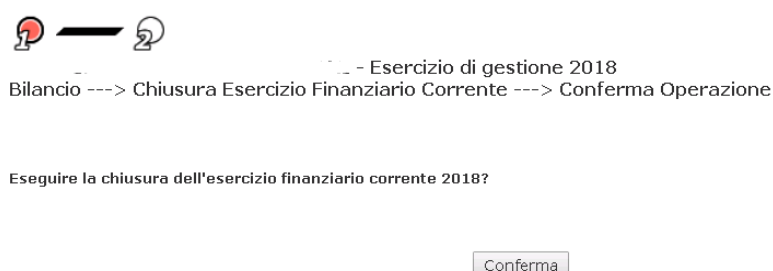 1 2
- Esercizio di gestione 2018
Bilancio ---> Chiusura Esercizio Finanziario Corrente ---> Conferma Operazione
Eseguire la chiusura dell'esercizio finanziario corrente 2018?
Conferma